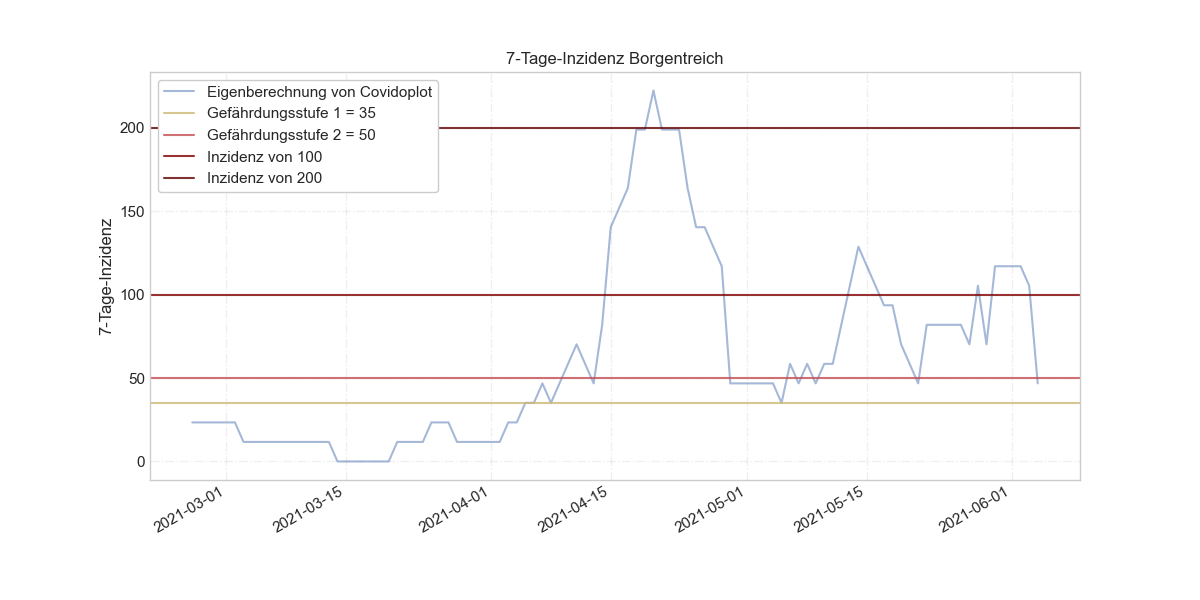 7-Tage-Inzidenz Borgentreich
Eigenberechnung von Covidoplot
Gefährdungsstufe 1 = 35
Gefährdungsstufe 2 = 50
Inzidenz von 100
Inzidenz von 200
7-Tage-Inzidenz
200
150
100
50
0
2021-03-01
2021-03-15
2021-04-01
2021-04-15
2021-05-01
2021-05-15
2021-06-01